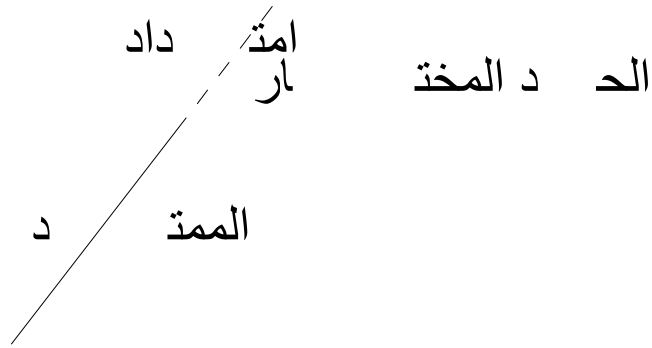 امتداد
الحد المختار
الممتد